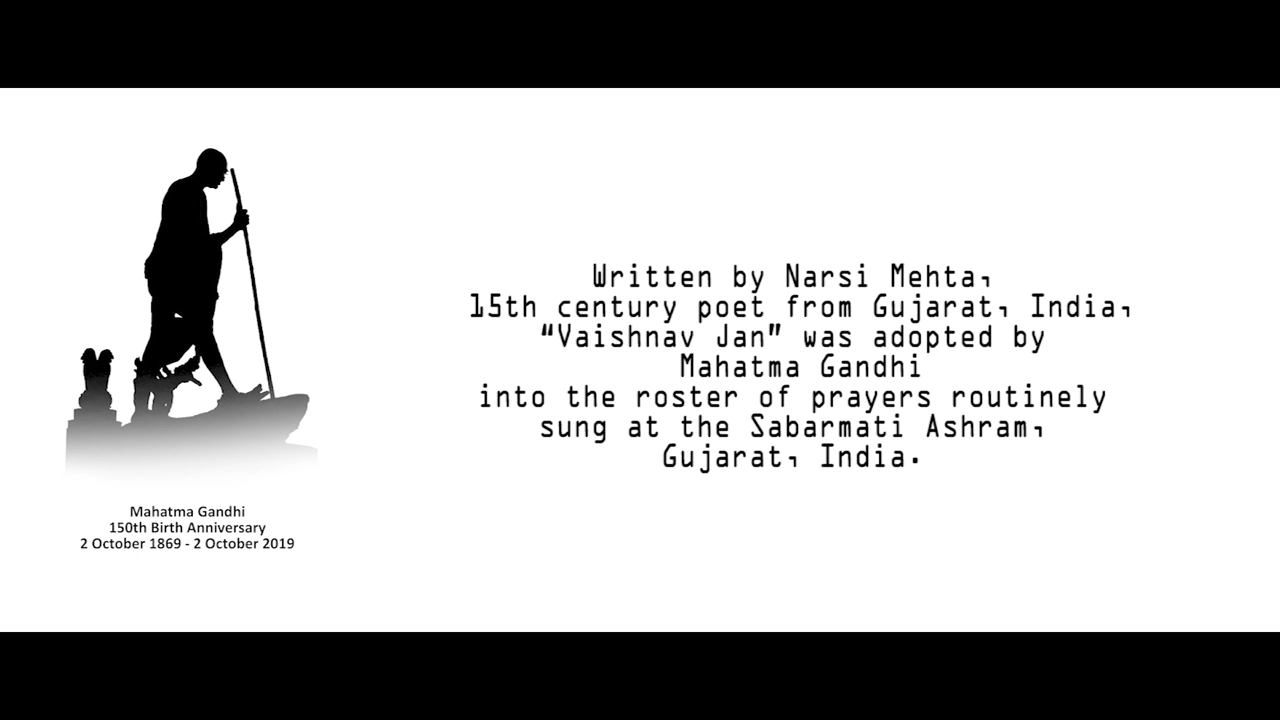 Written by Narsi Mehta,
15th century poet from Gujarat, India,
“Vaishnav Jan” was adopted by
Mahatma Gandhi
into the roster of prayers routinely
sung at the Sabarmati Ashram,
Gujarat, India.
Mahatma Gandhi
150th Birth Anniversary
2 October 1869 - 2 October 2019